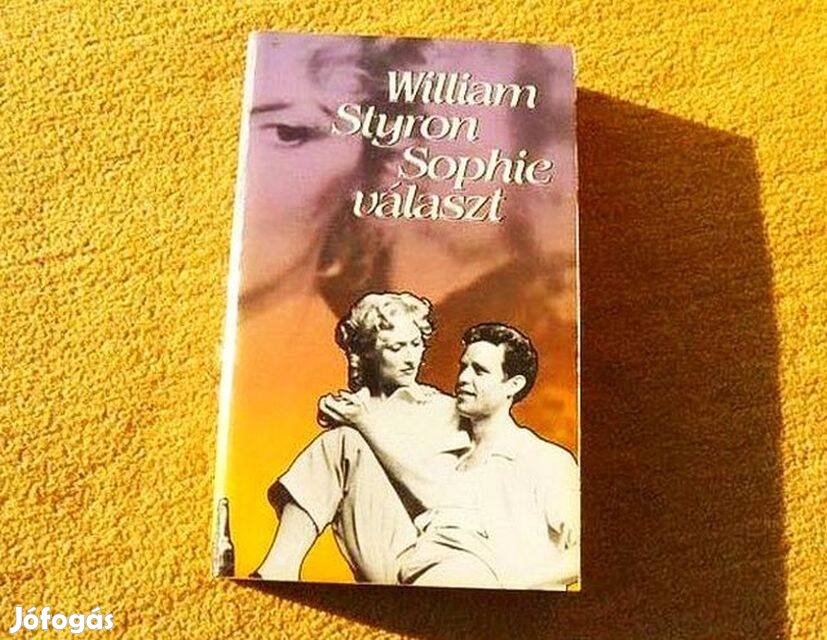 William
Styron
Sophie
választ
Jófogás